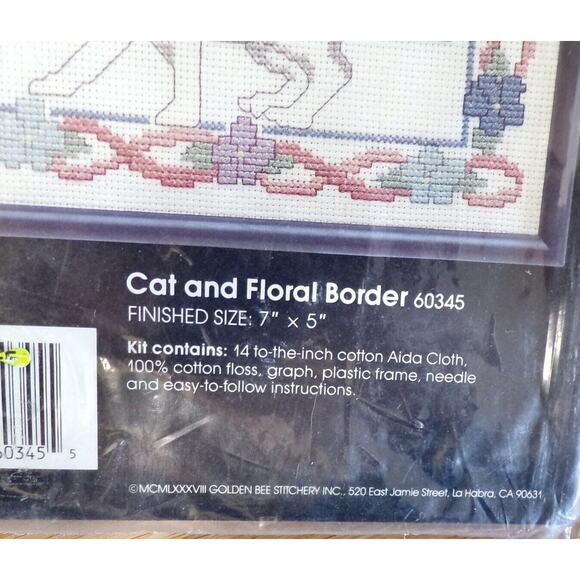 Cat and Floral Border 60345
FINISHED SIZE: 7" × 5"
Kit contains: 14 to-the-inch cotton Aida Cloth,
100% cotton floss, graph, plastic frame, needle
and easy-to-follow instructions.
60345 5
©MCMLXXXVIII GOLDEN BEE STITCHERY INC., 520 East Jamie Street, La Habra, CA 90631